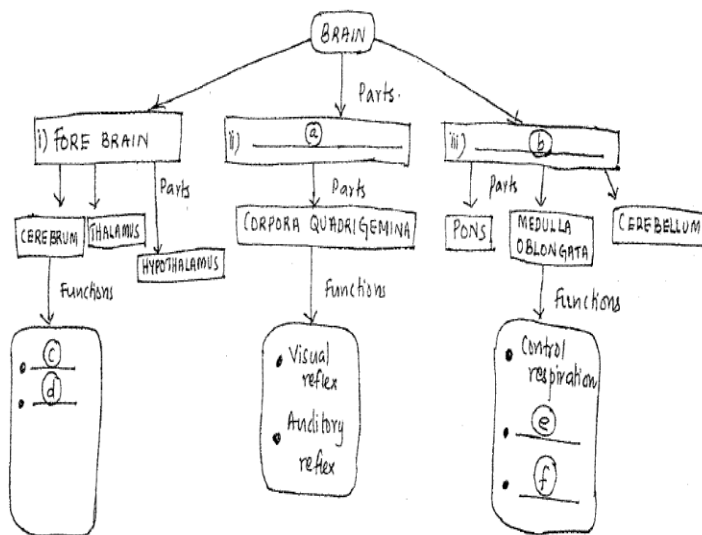 BRAIN
Parts.
i) FORE BRAIN
ii) ⓐ
iii) ⓑ
Parts
Parts
Parts
CEREBRUM
THALAMUS
HYPOTHALAMUS
CORPORA QUADRIGEMINA
PONS
MEDULLA
OBLONGATA
CEREBELLUM
Functions
Functions
Functions
• ⓒ
• ⓓ
• Visual
reflex
• Auditory
reflex
• Control
respiration
• ⓔ
• ⓕ